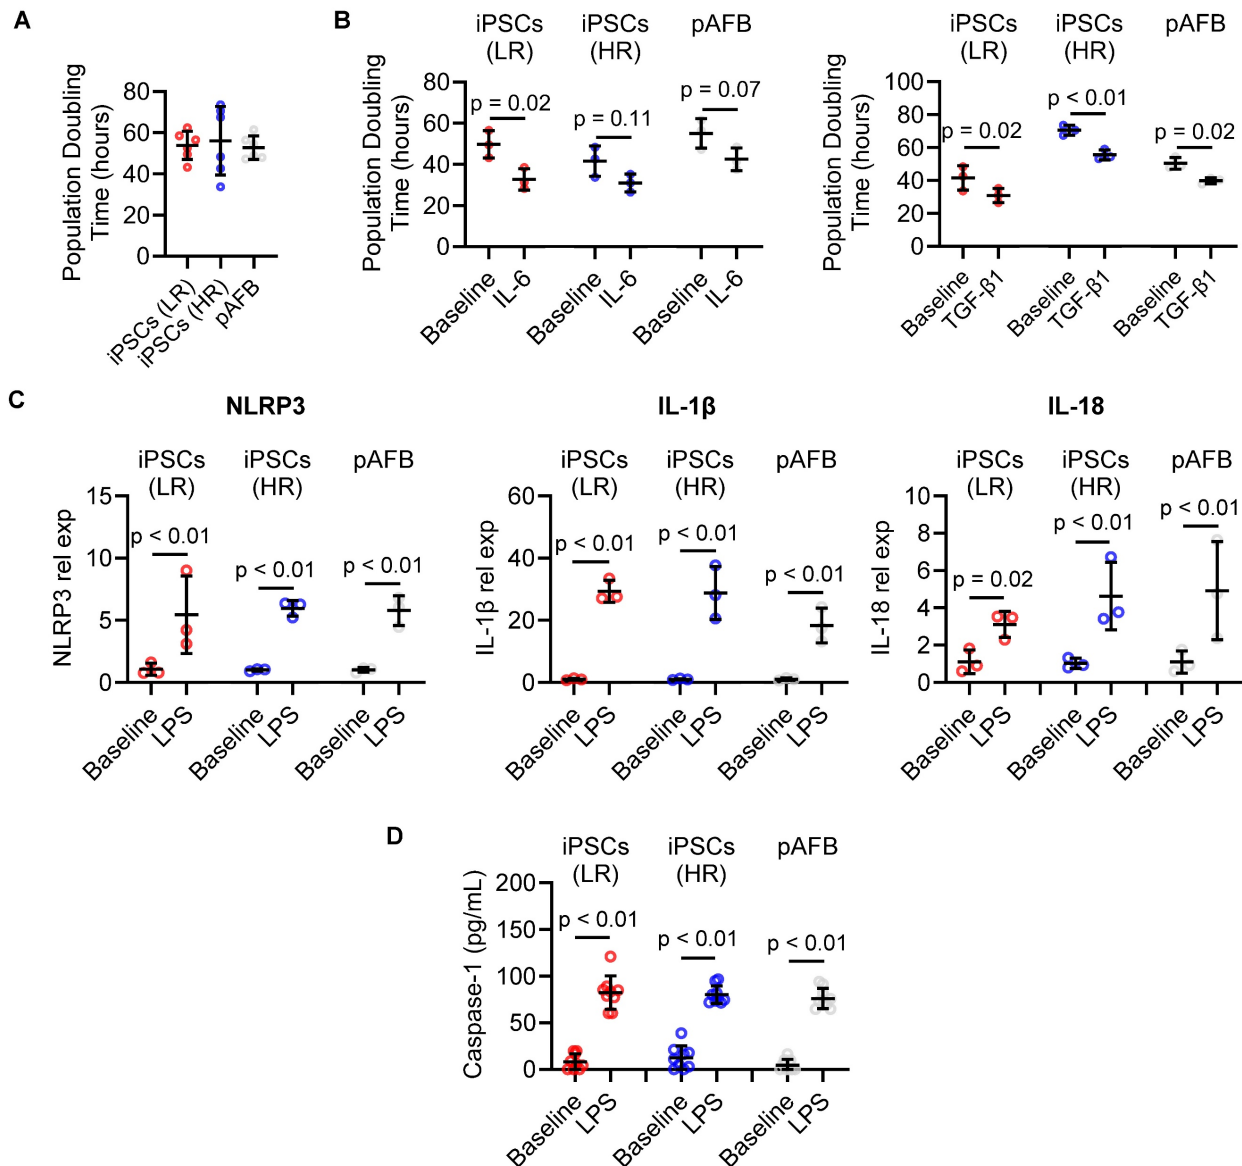 A
Population Doubling
Time (hours)
80
60
40
20
0
iPSCs (LR)
iPSCs (HR)
pAFB
B
iPSCs
(LR)
iPSCs
(HR)
pAFB
Population Doubling
Time (hours)
80
60
40
20
0
p = 0.02
p = 0.11
p = 0.07
Baseline
IL-6
Baseline
IL-6
Baseline
IL-6
iPSCs
(LR)
iPSCs
(HR)
pAFB
Population Doubling
Time (hours)
100
80
60
40
20
0
p = 0.02
p < 0.01
p = 0.02
Baseline
TGF-β1
Baseline
TGF-β1
Baseline
TGF-β1
C
NLRP3
iPSCs
(LR)
iPSCs
(HR)
pAFB
NLRP3 rel exp
15
10
5
0
p < 0.01
p < 0.01
p < 0.01
Baseline
LPS
Baseline
LPS
Baseline
LPS
IL-1β
iPSCs
(LR)
iPSCs
(HR)
pAFB
IL-1β rel exp
60
40
20
0
p < 0.01
p < 0.01
p < 0.01
Baseline
LPS
Baseline
LPS
Baseline
LPS
IL-18
iPSCs
(LR)
iPSCs
(HR)
pAFB
IL-18 rel exp
10
8
6
4
2
0
p = 0.02
p < 0.01
p < 0.01
Baseline
LPS
Baseline
LPS
Baseline
LPS
D
iPSCs
(LR)
iPSCs
(HR)
pAFB
Caspase-1 (pg/mL)
200
150
100
50
0
p < 0.01
p < 0.01
p < 0.01
Baseline
LPS
Baseline
LPS
Baseline
LPS